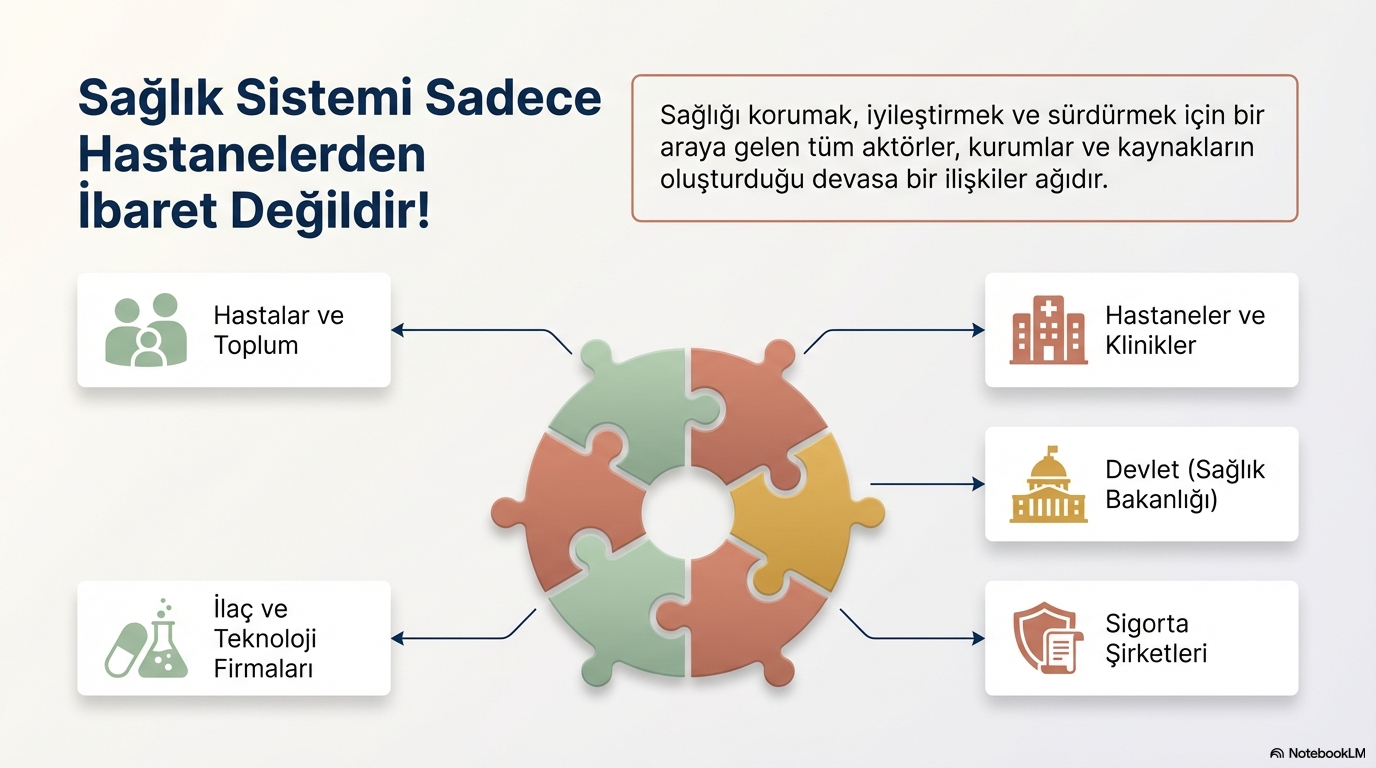 Sağlık Sistemi Sadece
Hastanelerden
İbaret Değildir!
Sağlığı korumak, iyileştirmek ve sürdürmek için bir
araya gelen tüm aktörler, kurumlar ve kaynakların
oluşturduğu devasa bir ilişkiler ağıdır.
Hastalar ve
Toplum
İlaç ve
Teknoloji
Firmaları
Hastaneler ve
Klinikler
Devlet (Sağlık
Bakanlığı)
Sigorta
Şirketleri
NotebookLM